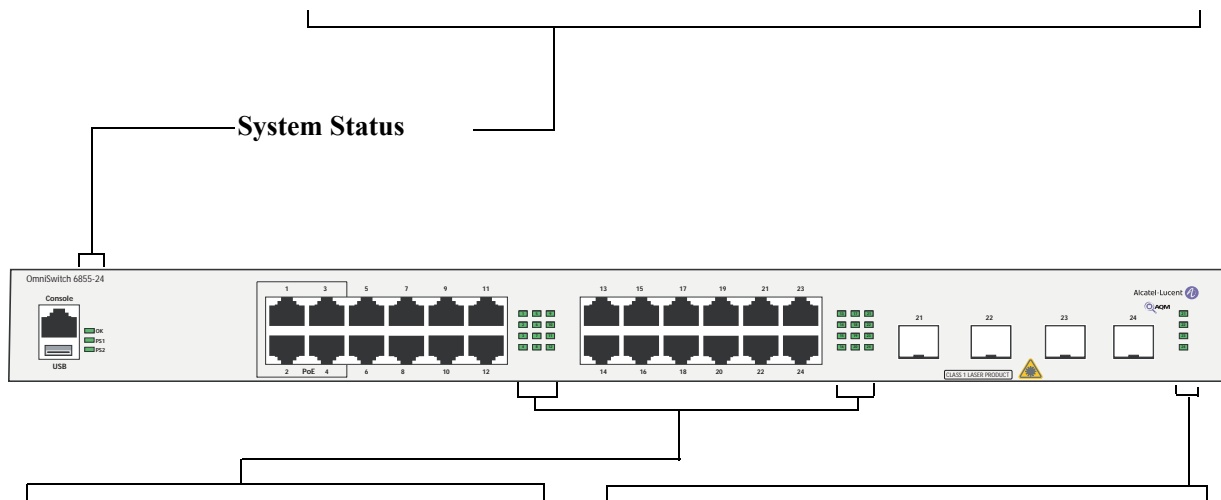 System Status
OmniSwitch 6855-24
Console
OK
PS1
PS2
USB
1 3 5 7 9 11
2 PoE 4 6 8 10 12
13 15 17 19 21 23
14 16 18 20 22 24
21 22 23 24
CLASS 1 LASER PRODUCT
Alcatel-Lucent
AQM